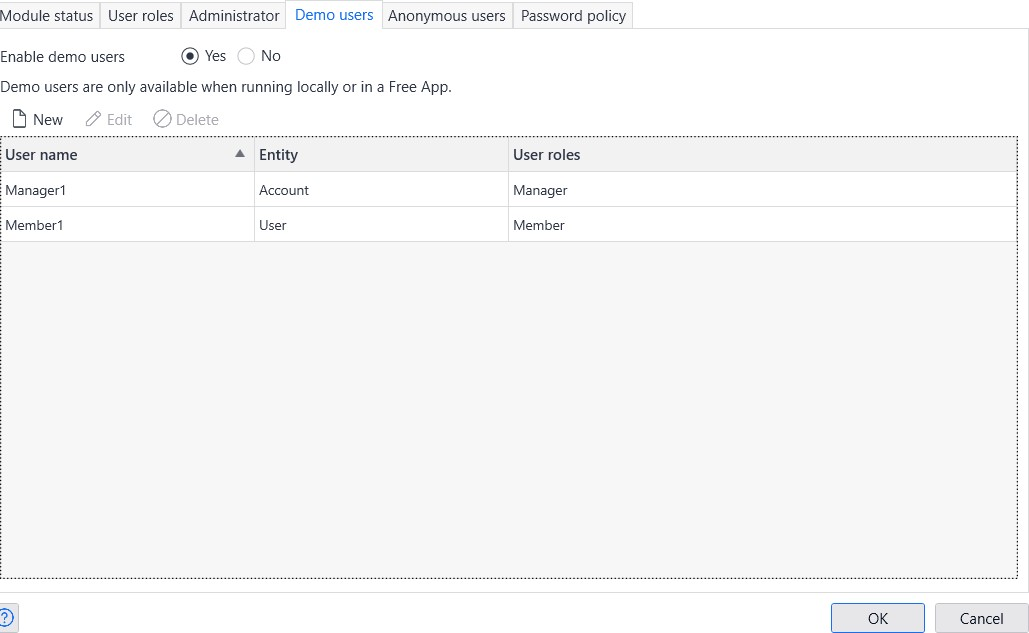 Module status User roles Administrator Demo users Anonymous users Password policy
Enable demo users Yes No
Demo users are only available when running locally or in a Free App.
New Edit Delete
User name Entity User roles
Manager1 Account Manager
Member1 User Member
? OK Cancel